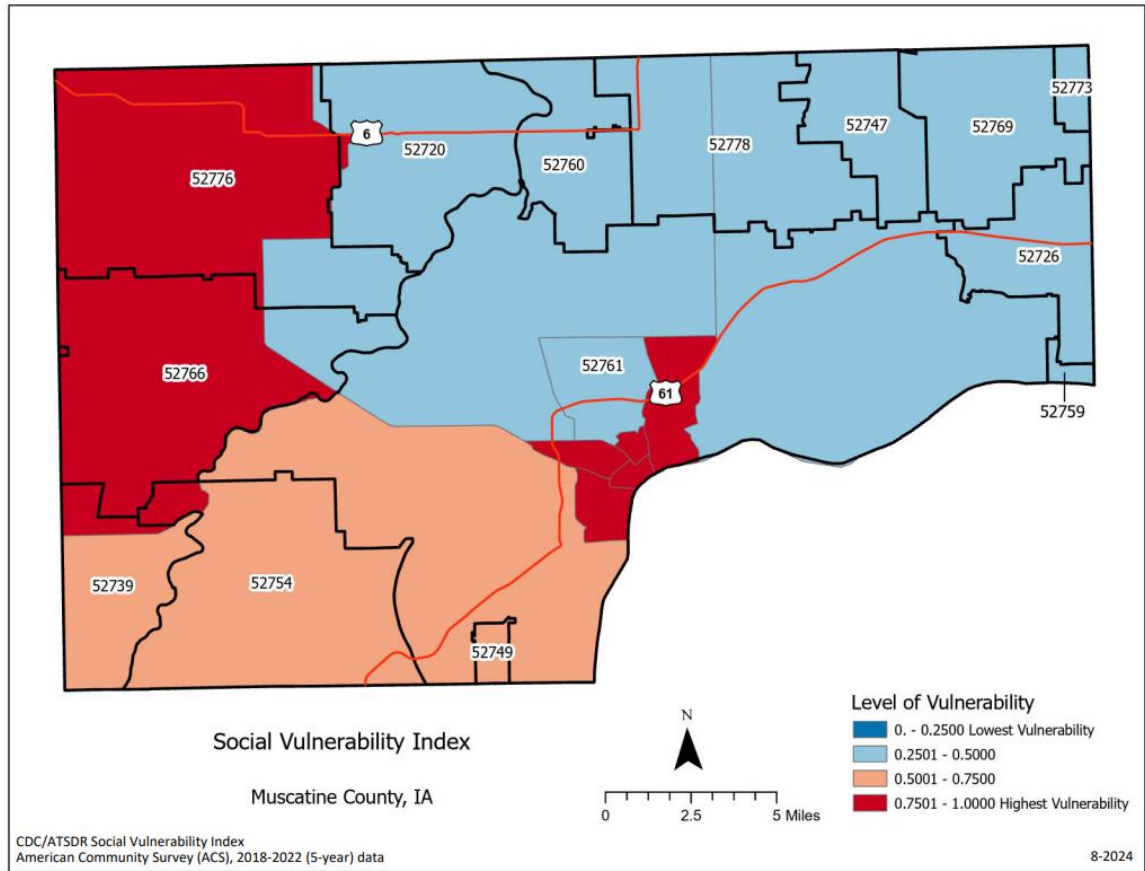 52773
52747
52769
6
52720
52778
52760
52776
52726
52761
52766
61
52759
52739
52754
52749
Level of Vulnerability
0. - 0.2500 Lowest Vulnerability
0.2501 - 0.5000
0.5001 - 0.7500
0.7501 - 1.0000 Highest Vulnerability
Social Vulnerability Index
Muscatine County, IA
N
0 2.5 5 Miles
CDC/ATSDR Social Vulnerability Index
American Community Survey (ACS), 2018-2022 (5-year) data
8-2024